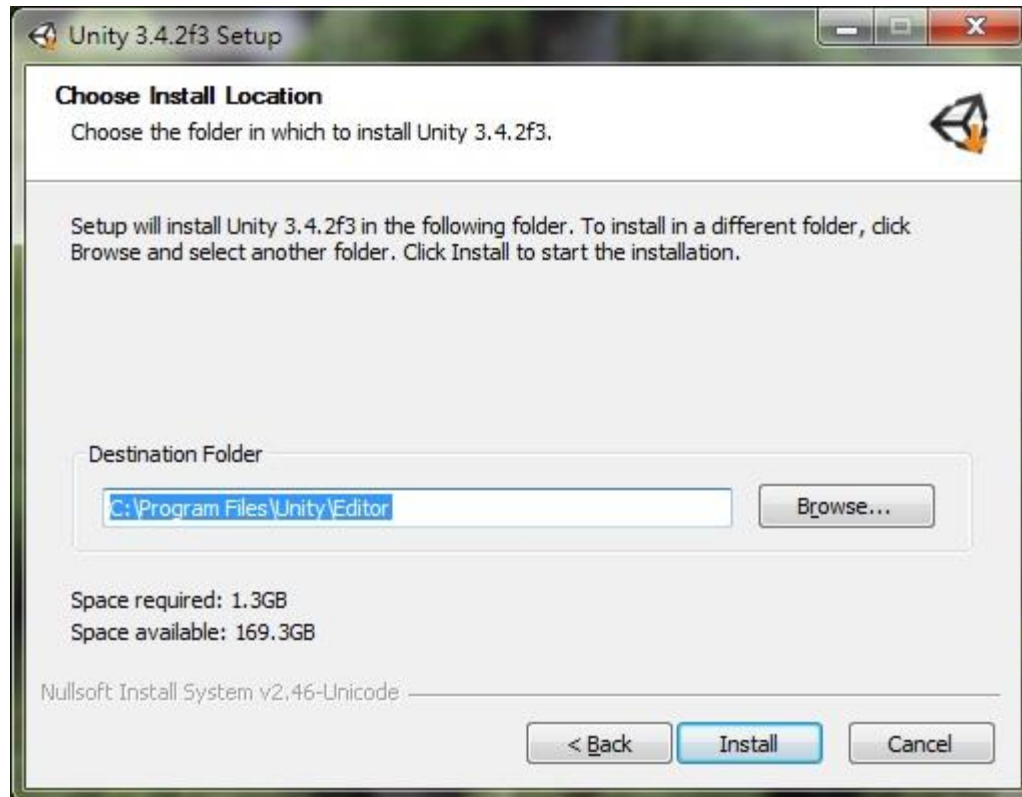 Unity 3.4.2f3 Setup
Choose Install Location
Choose the folder in which to install Unity 3.4.2f3.
Setup will install Unity 3.4.2f3 in the following folder. To install in a different folder, click
Browse and select another folder. Click Install to start the installation.
Destination Folder
C:\Program Files\Unity\Editor
Browse...
Space required: 1.3GB
Space available: 169.3GB
Nullsoft Install System v2.46-Unicode
< Back
Install
Cancel